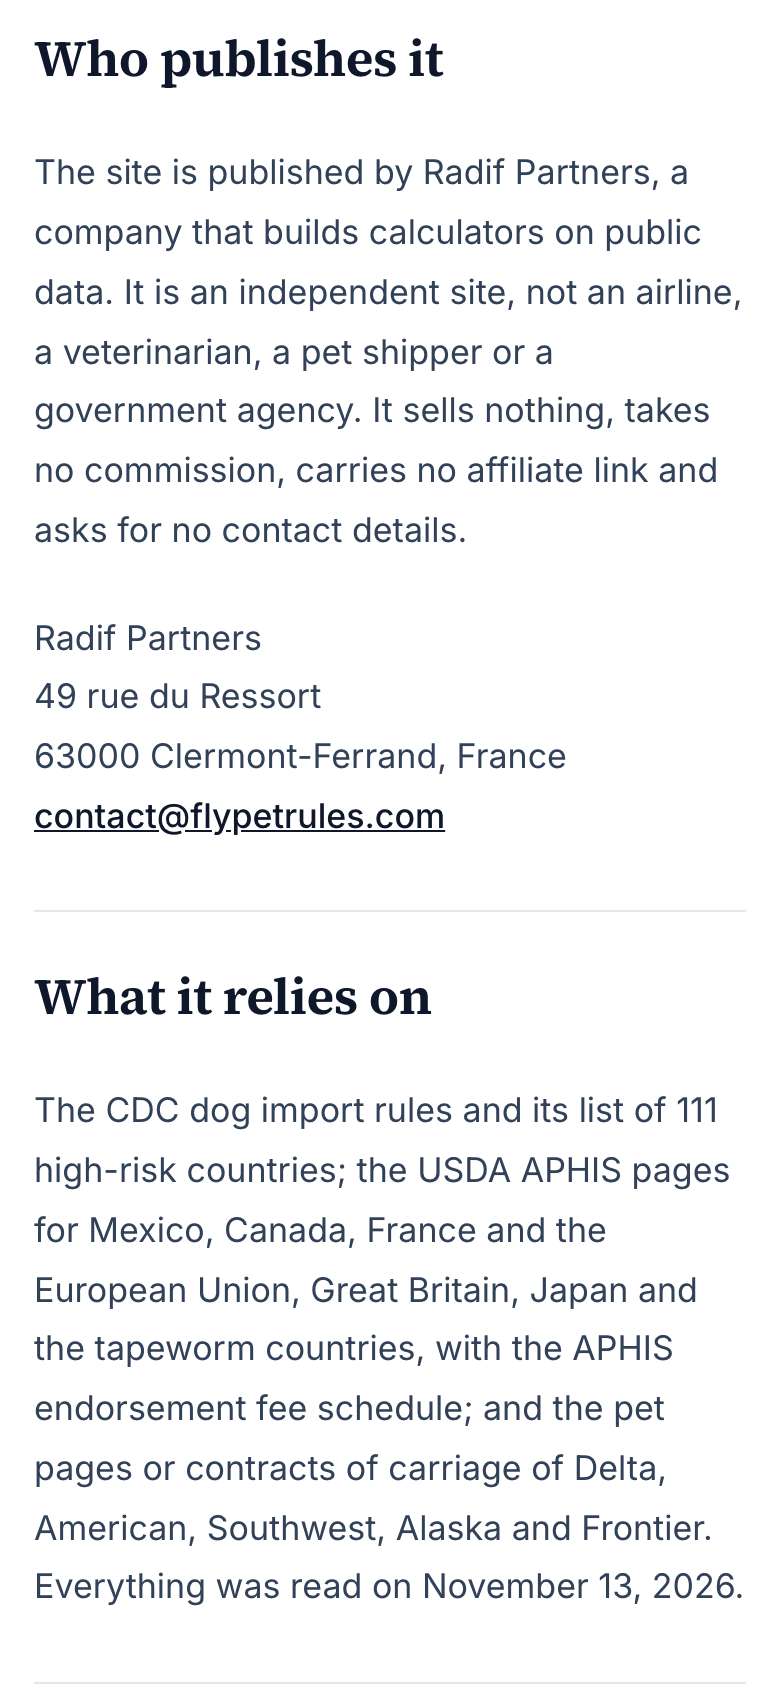 Who publishes it
The site is published by Radif Partners, a
company that builds calculators on public
data. It is an independent site, not an airline,
a veterinarian, a pet shipper or a
government agency. It sells nothing, takes
no commission, carries no affiliate link and
asks for no contact details.
Radif Partners
49 rue du Ressort
63000 Clermont-Ferrand, France
contact@flypetrules.com
What it relies on
The CDC dog import rules and its list of 111
high-risk countries; the USDA APHIS pages
for Mexico, Canada, France and the
European Union, Great Britain, Japan and
the tapeworm countries, with the APHIS
endorsement fee schedule; and the pet
pages or contracts of carriage of Delta,
American, Southwest, Alaska and Frontier.
Everything was read on November 13, 2026.